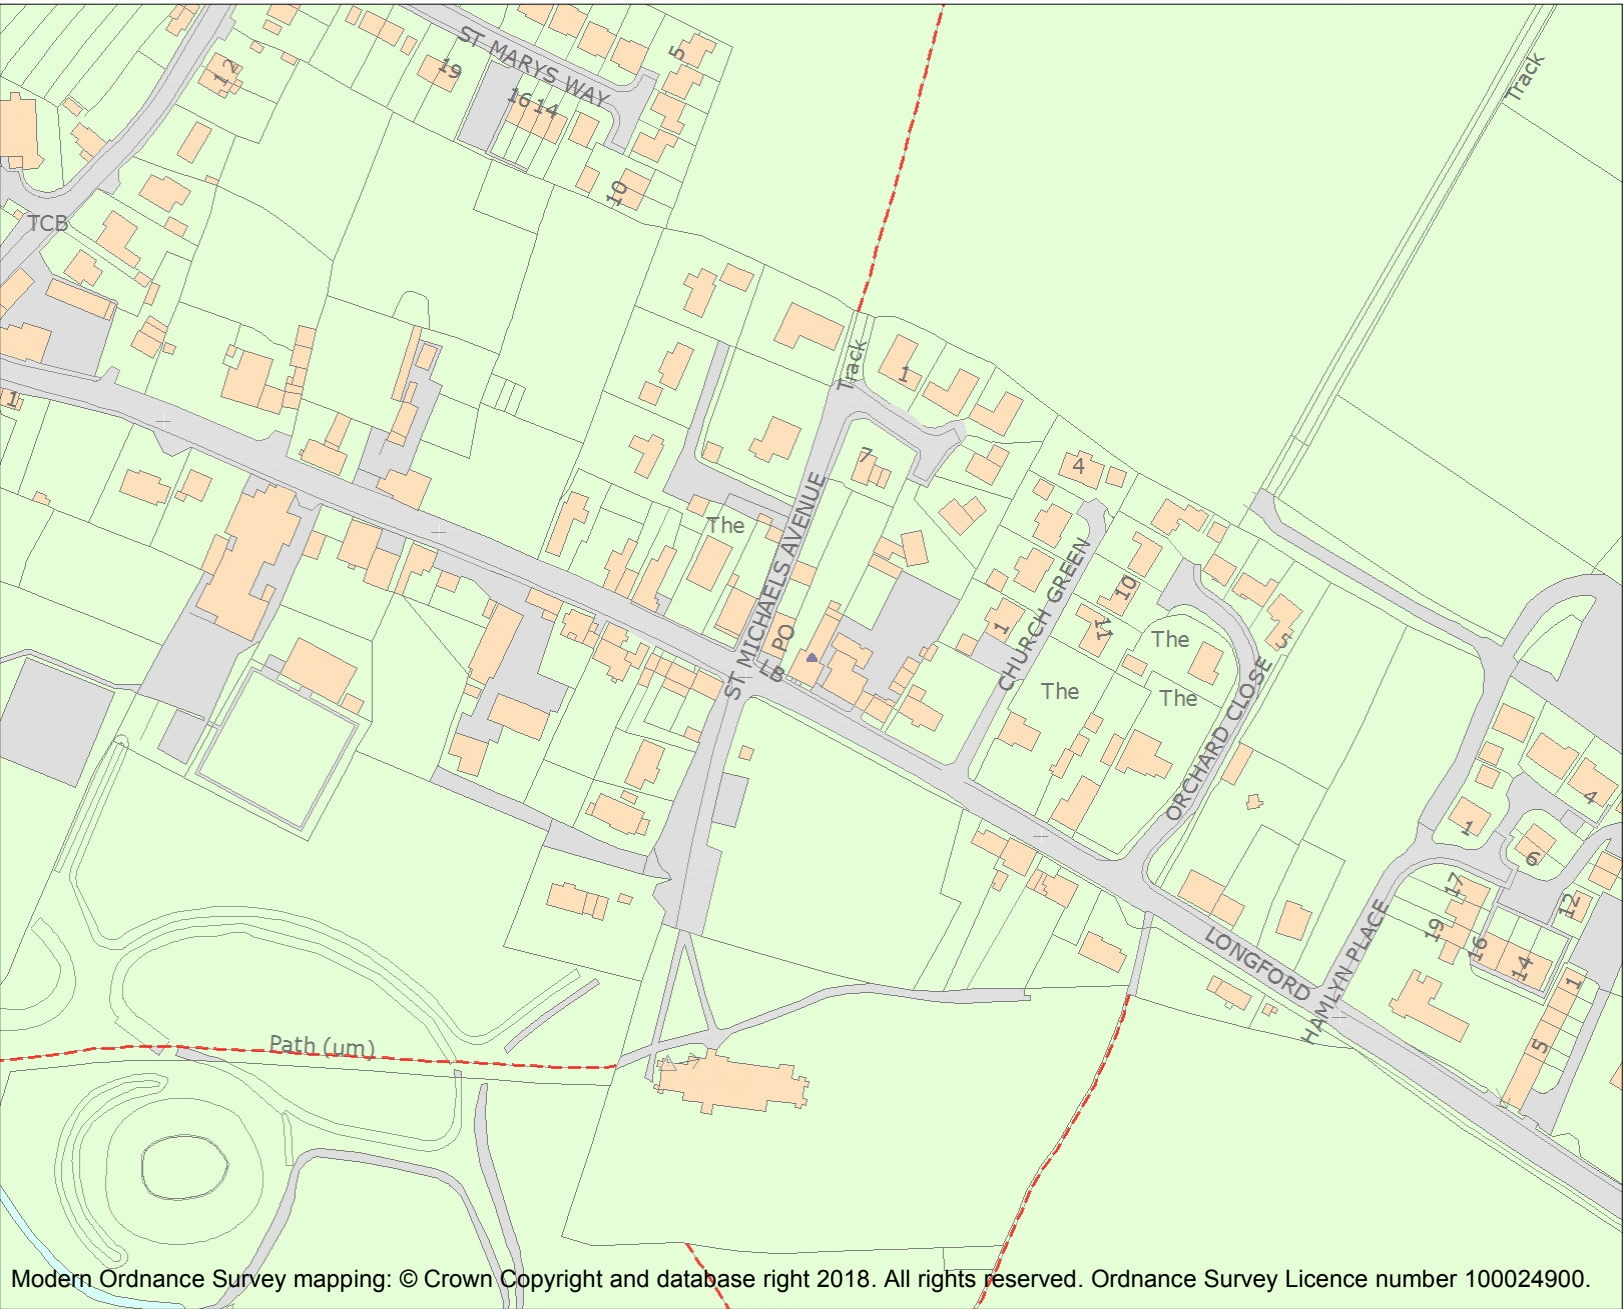 ST MARYS WAY
5
12
19
16 14
10
Track
TCB
1
Track
1
7
4
The
ST MICHAELS AVENUE
CHURCH GREEN
10
11
1
PO
The
5
LB
The
The
ORCHARD CLOSE
4
1
6
17
12
19
16
14
LONGFORD
HAMLYN PLACE
1
5
Path (um)
Modern Ordnance Survey mapping: © Crown Copyright and database right 2018. All rights reserved. Ordnance Survey Licence number 100024900.